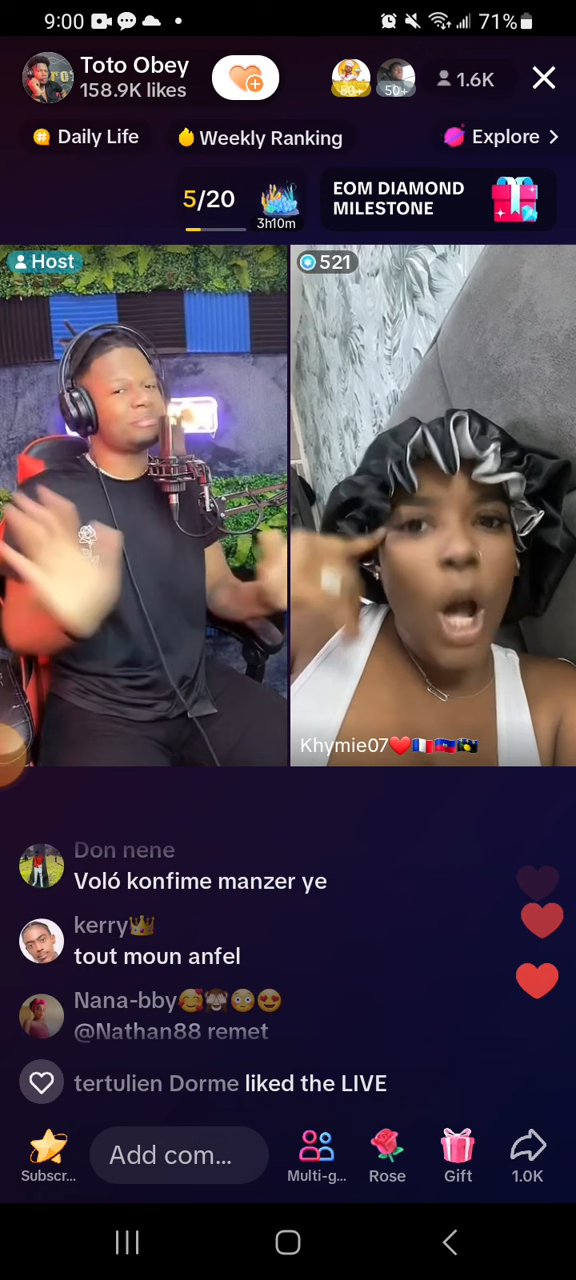 9:00
71%
Toto Obey
158.9K likes
50+
50+
1.6K
Daily Life
Weekly Ranking
Explore
5/20
3h10m
EOM DIAMOND
MILESTONE
Host
521
Khymie07❤️🇫🇷🇭🇹🇬🇵
Don nene
Voló konfime manzer ye
kerry👑
tout moun anfel
Nana-bby🥰🙈😳😍
@Nathan88 remet
tertulien Dorme liked the LIVE
Add com...
Subscr...
Multi-g...
Rose
Gift
1.0K